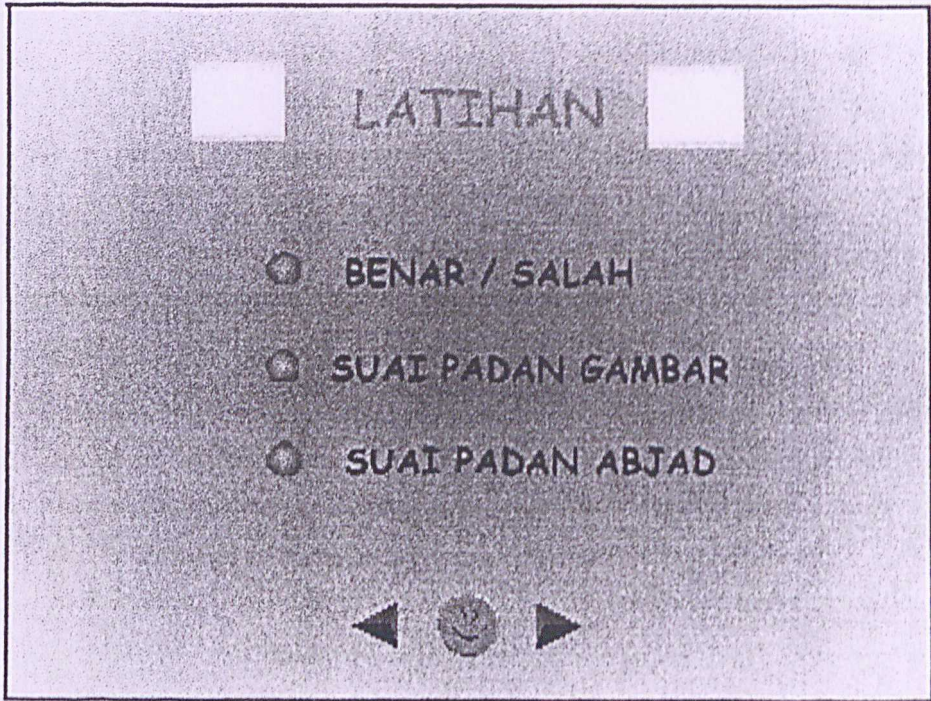 LATIHAN
BENAR / SALAH
SUAI PADAN GAMBAR
SUAI PADAN ABJAD